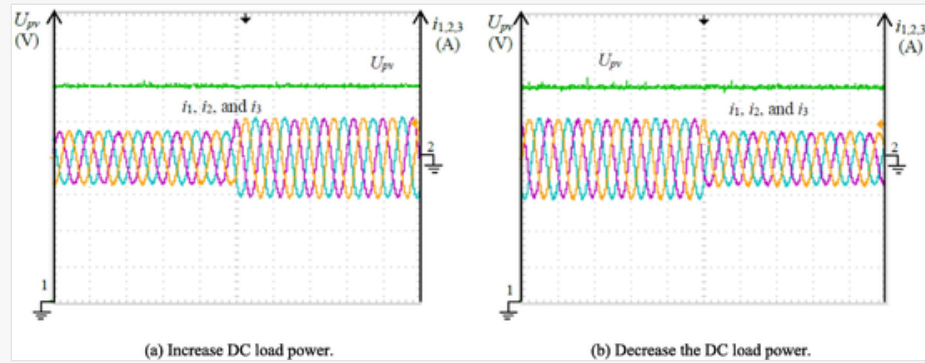 Upv
(V)
i1,2,3
(A)
Upv
i1, i2, and i3
2
1
(a) Increase DC load power.
Upv
(V)
i1,2,3
(A)
Upv
i1, i2, and i3
2
1
(b) Decrease the DC load power.